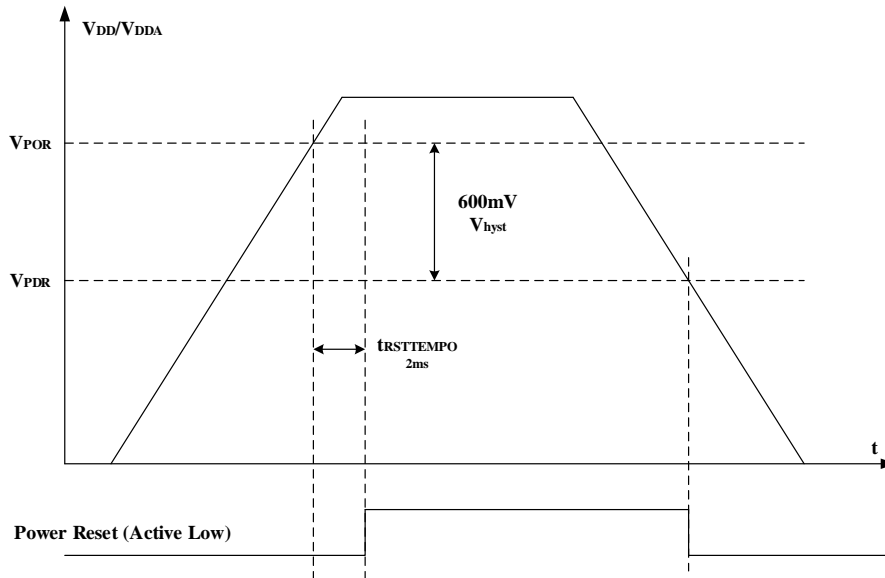 VDD/VDDA
VPOR
600mV
Vhyst
VPDR
tRSTTEMPO
2ms
t
Power Reset (Active Low)